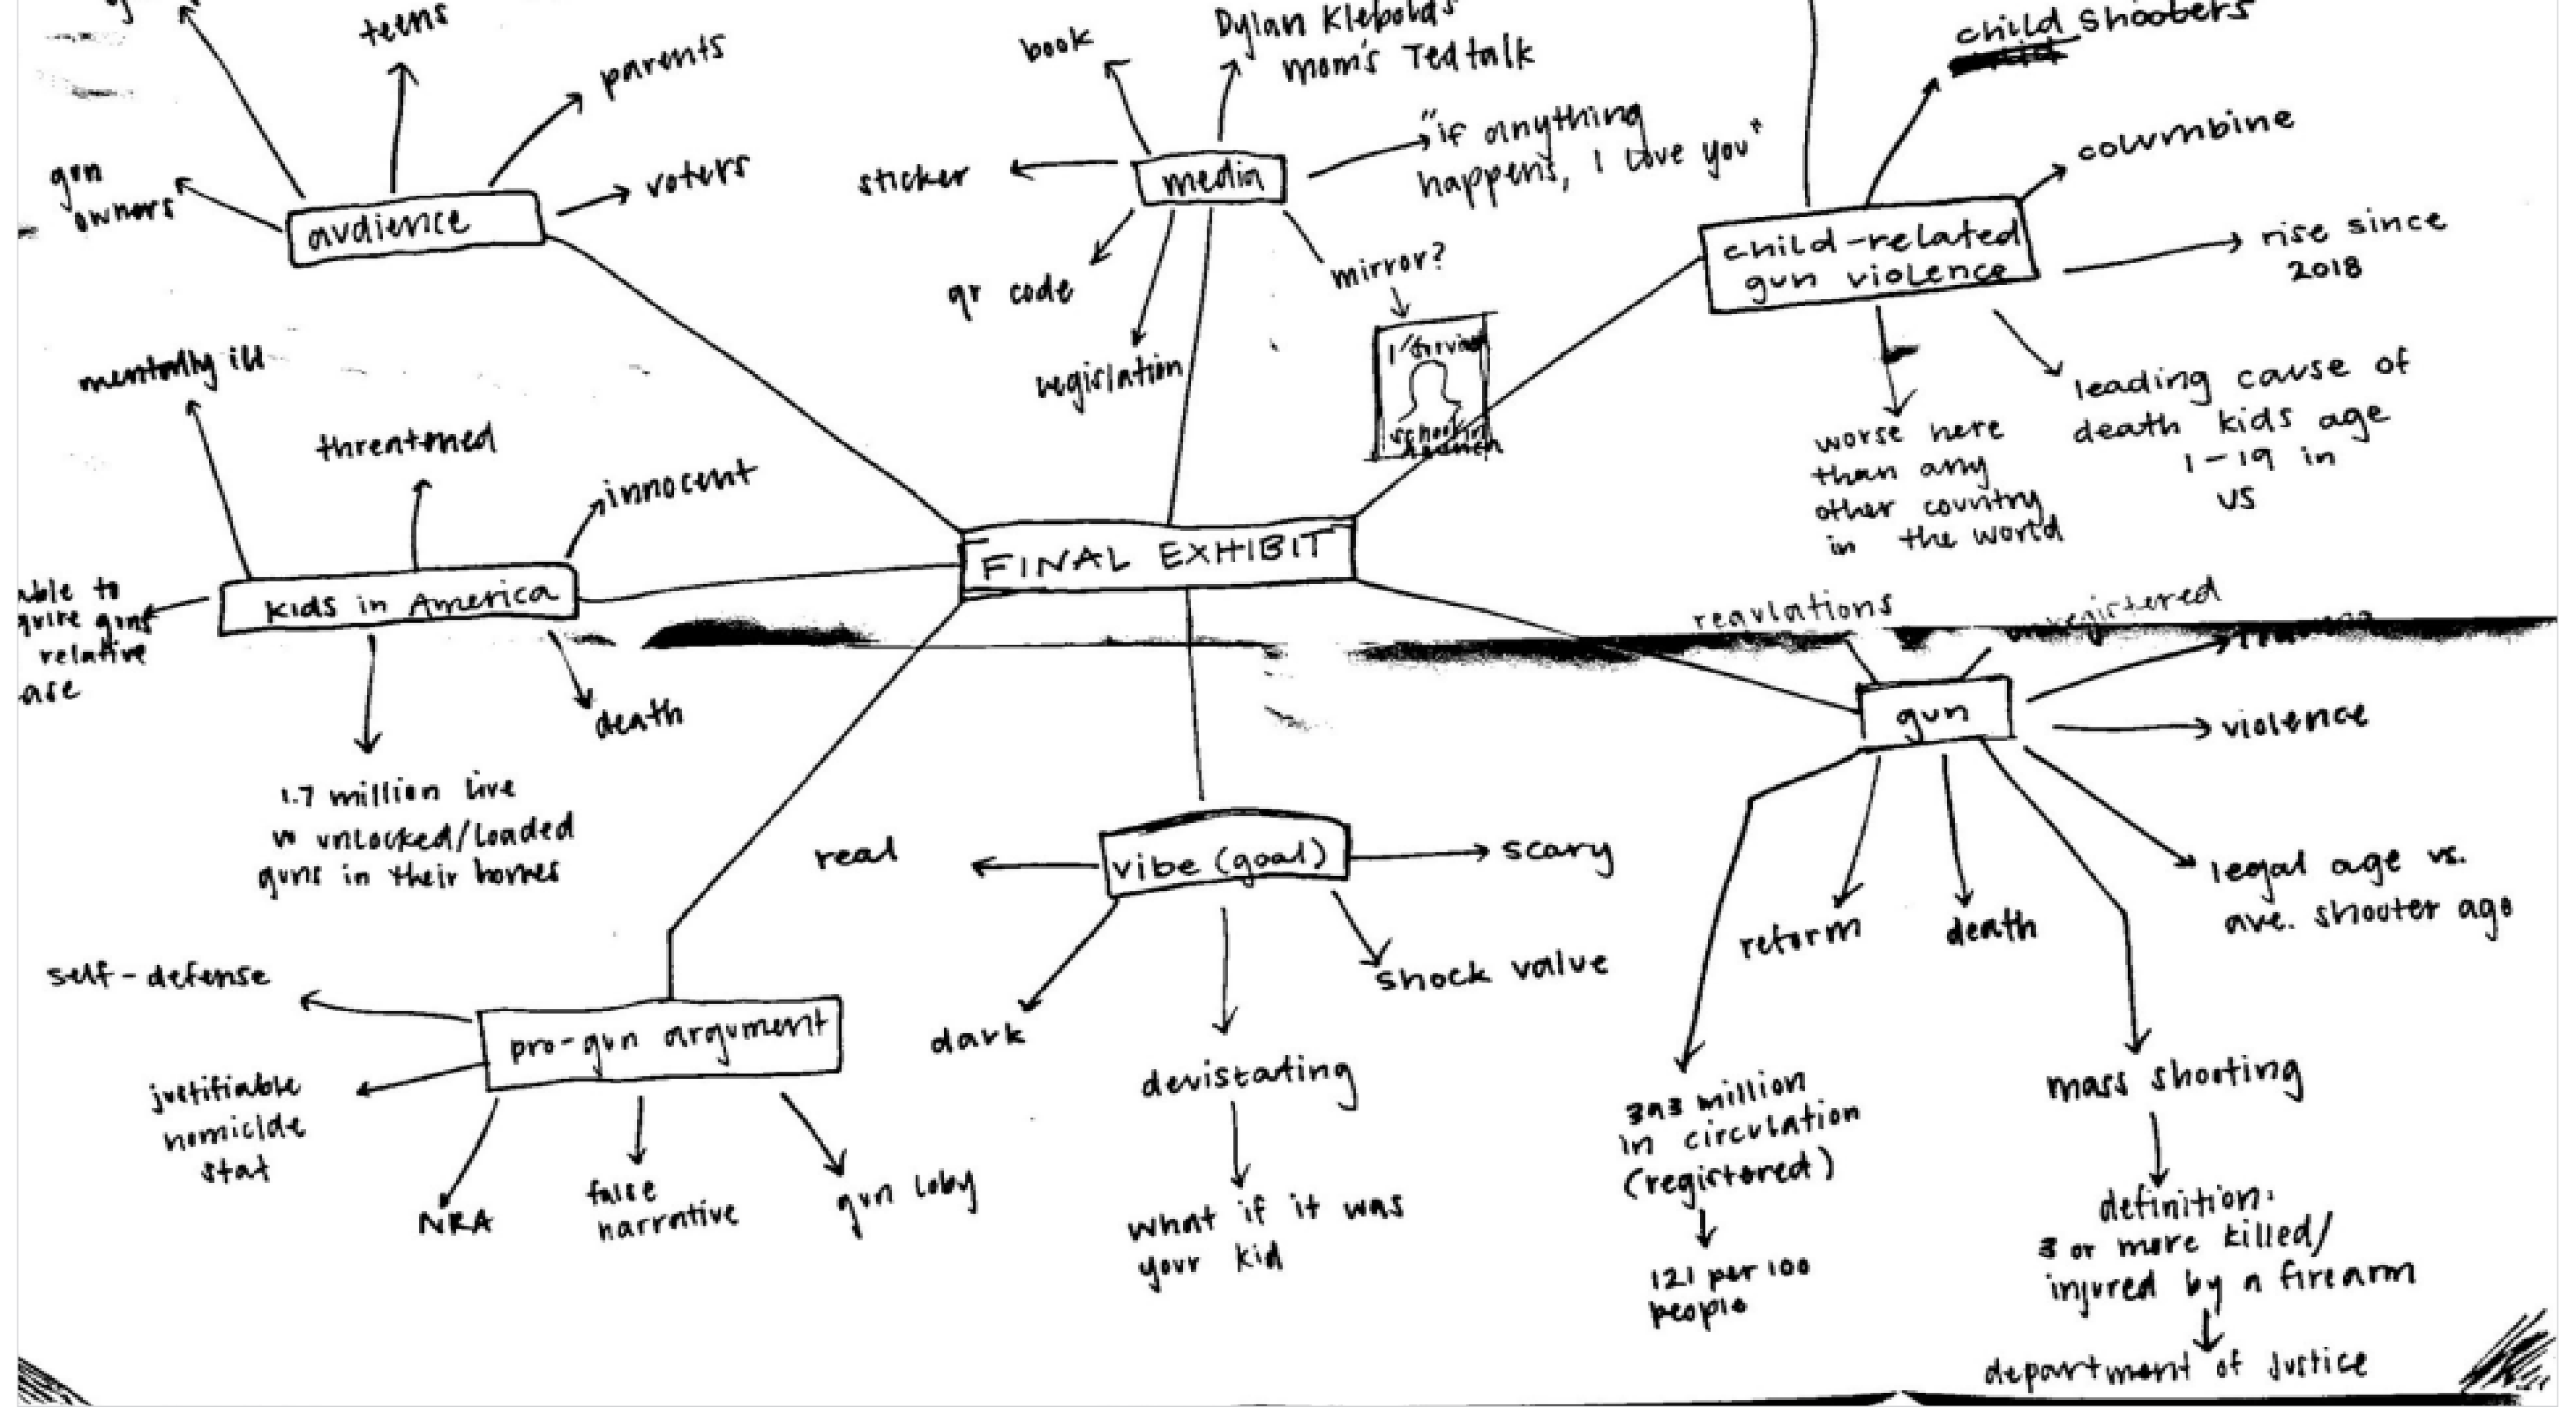 teens
parents
voters
gun
owners
audience
book
Dylan Klebold's
mom's Ted talk
"if anything
happens, I love you"
sticker
media
qr code
legislation
mirror?
I survived
child shooters
columbine
child-related
gun violence
rise since
2018
leading cause of
death kids age
1-19 in
US
worse here
than any
other country
in the world
mentally ill
threatened
innocent
kids in America
able to
guns
relative
death
1.7 million live
w unlocked/loaded
guns in their homes
FINAL EXHIBIT
regulations
unregistered
gun
violence
legal age vs.
ave. shooter age
reform
death
mass shooting
definition:
3 or more killed/
injured by a firearm
department of Justice
393 million
in circulation
(registered)
121 per 100
people
vibe (goal)
real
scary
shock value
dark
devistating
what if it was
your kid
pro-gun argument
self-defense
justifiable
homicide
stat
NRA
false
narrative
gun loby